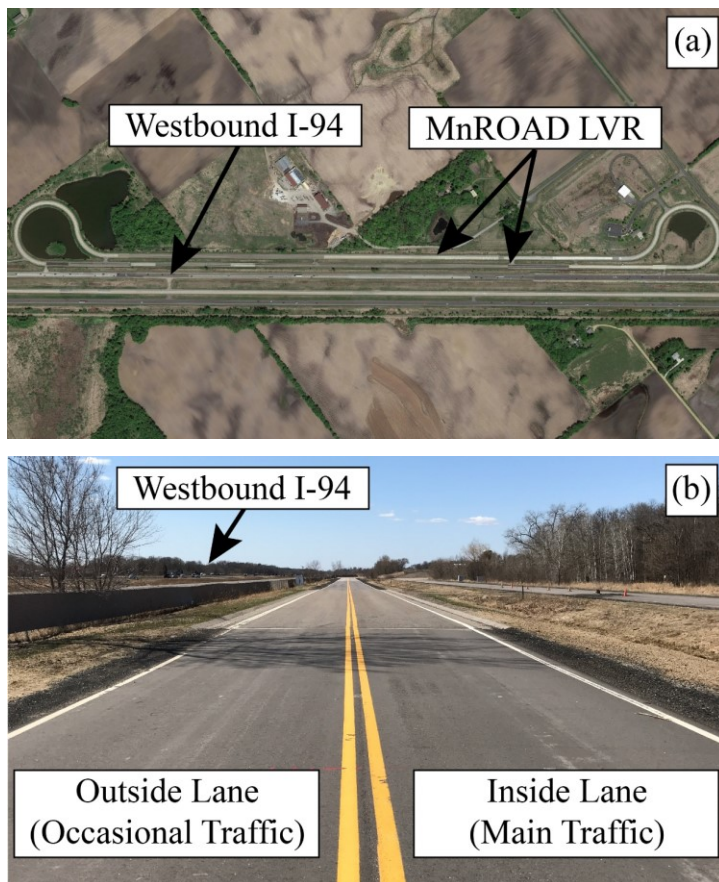 (a)
Westbound I-94
MnROAD LVR
Westbound I-94
(b)
Outside Lane
(Occasional Traffic)
Inside Lane
(Main Traffic)